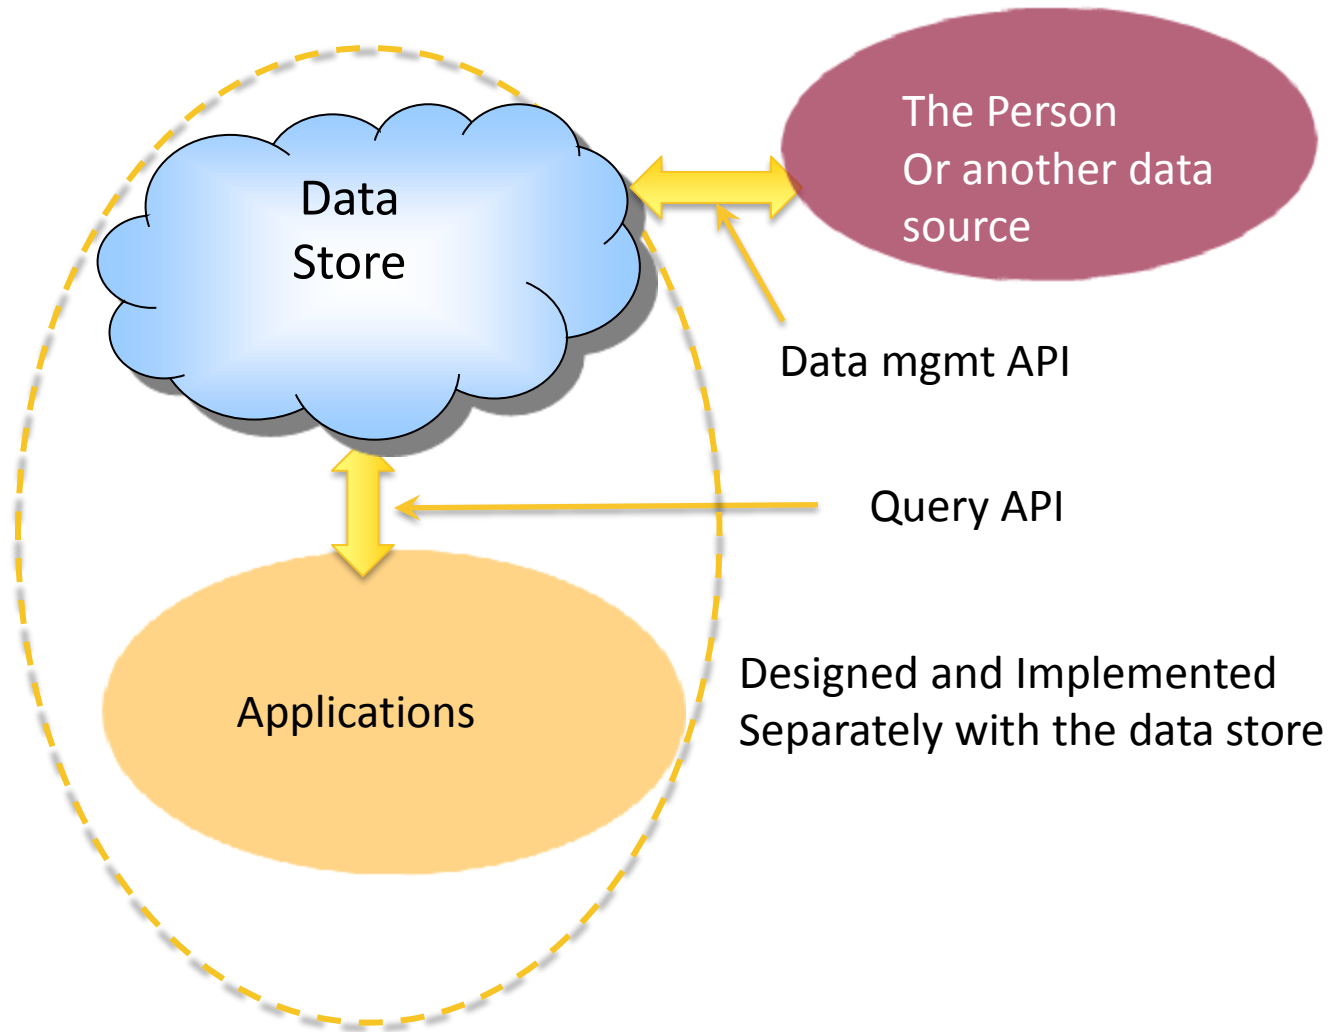 The Person
Or another data
source
Data
Store
Data mgmt API
Query API
Designed and Implemented
Separately with the data store
Applications